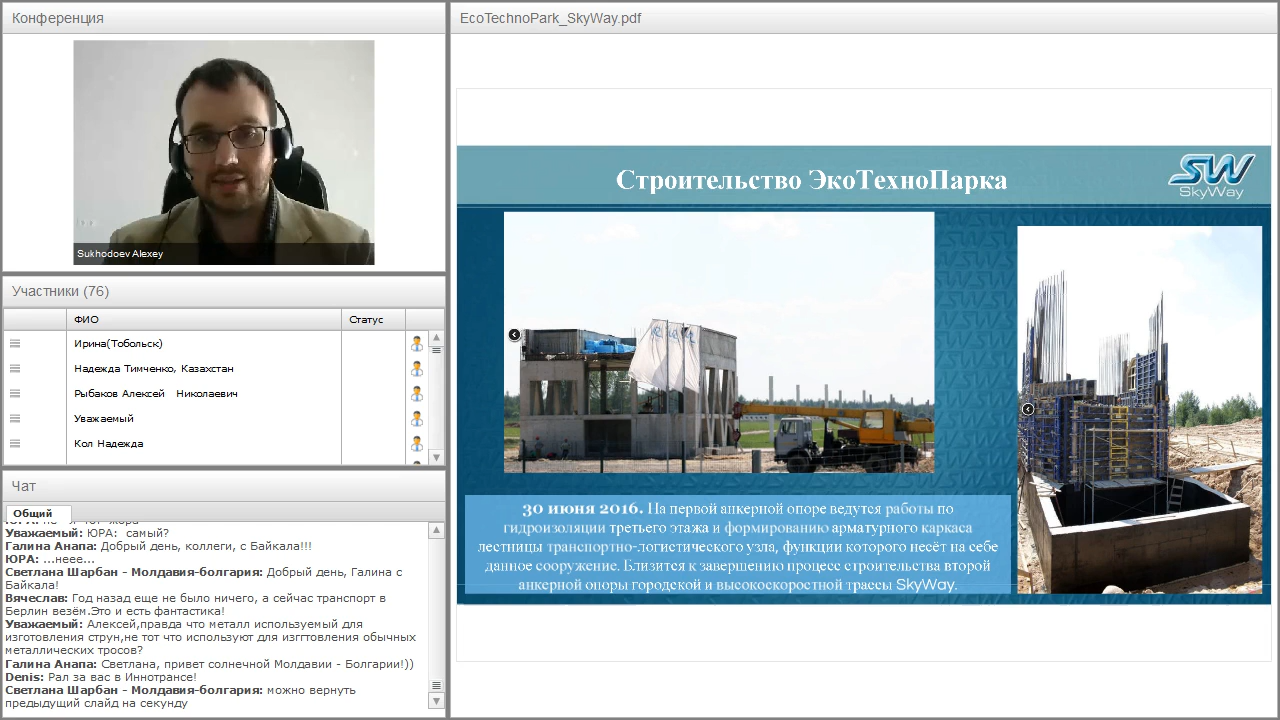 Конференция
Sukhodoev Alexey
Участники (76)
ФИО
Статус
Ирина(Тобольск)
Надежда Тимченко, Казахстан
Рыбаков Алексей Николаевич
Уважаемый
Кол Надежда
Чат
Общий
Уважаемый: ЮРА: самый?
Галина Анапа: Добрый день, коллеги, с Байкала!!!
ЮРА: ...неее...
Светлана Шарбан - Молдавия-болгария: Добрый день, Галина с
Байкала!
Вячеслав: Год назад ещё не было ничего, а сейчас транспорт в
Берлин везём.Это и есть фантастика!
Уважаемый: Алексей,правда что металл используемый для
изготовления струн,не тот что используют для изгтовления обычных
металлических тросов?
Галина Анапа: Светлана, привет солнечной Молдавии - Болгарии!))
Denis: Рал за вас в Иннотрансе!
Светлана Шарбан - Молдавия-болгария: можно вернуть
предыдущий слайд на секунду
EcoTechnoPark_SkyWay.pdf
Строительство ЭкоТехноПарка
SW
SkyWay
30 июня 2016. На первой анкерной опоре ведутся работы по
гидроизоляции третьего этажа и формированию арматурного каркаса
лестницы транспортно-логистического узла, функции которого несёт на себе
данное сооружение. Близится к завершению процесс строительства второй
анкерной опоры городской и высокоскоростной трассы SkyWay.